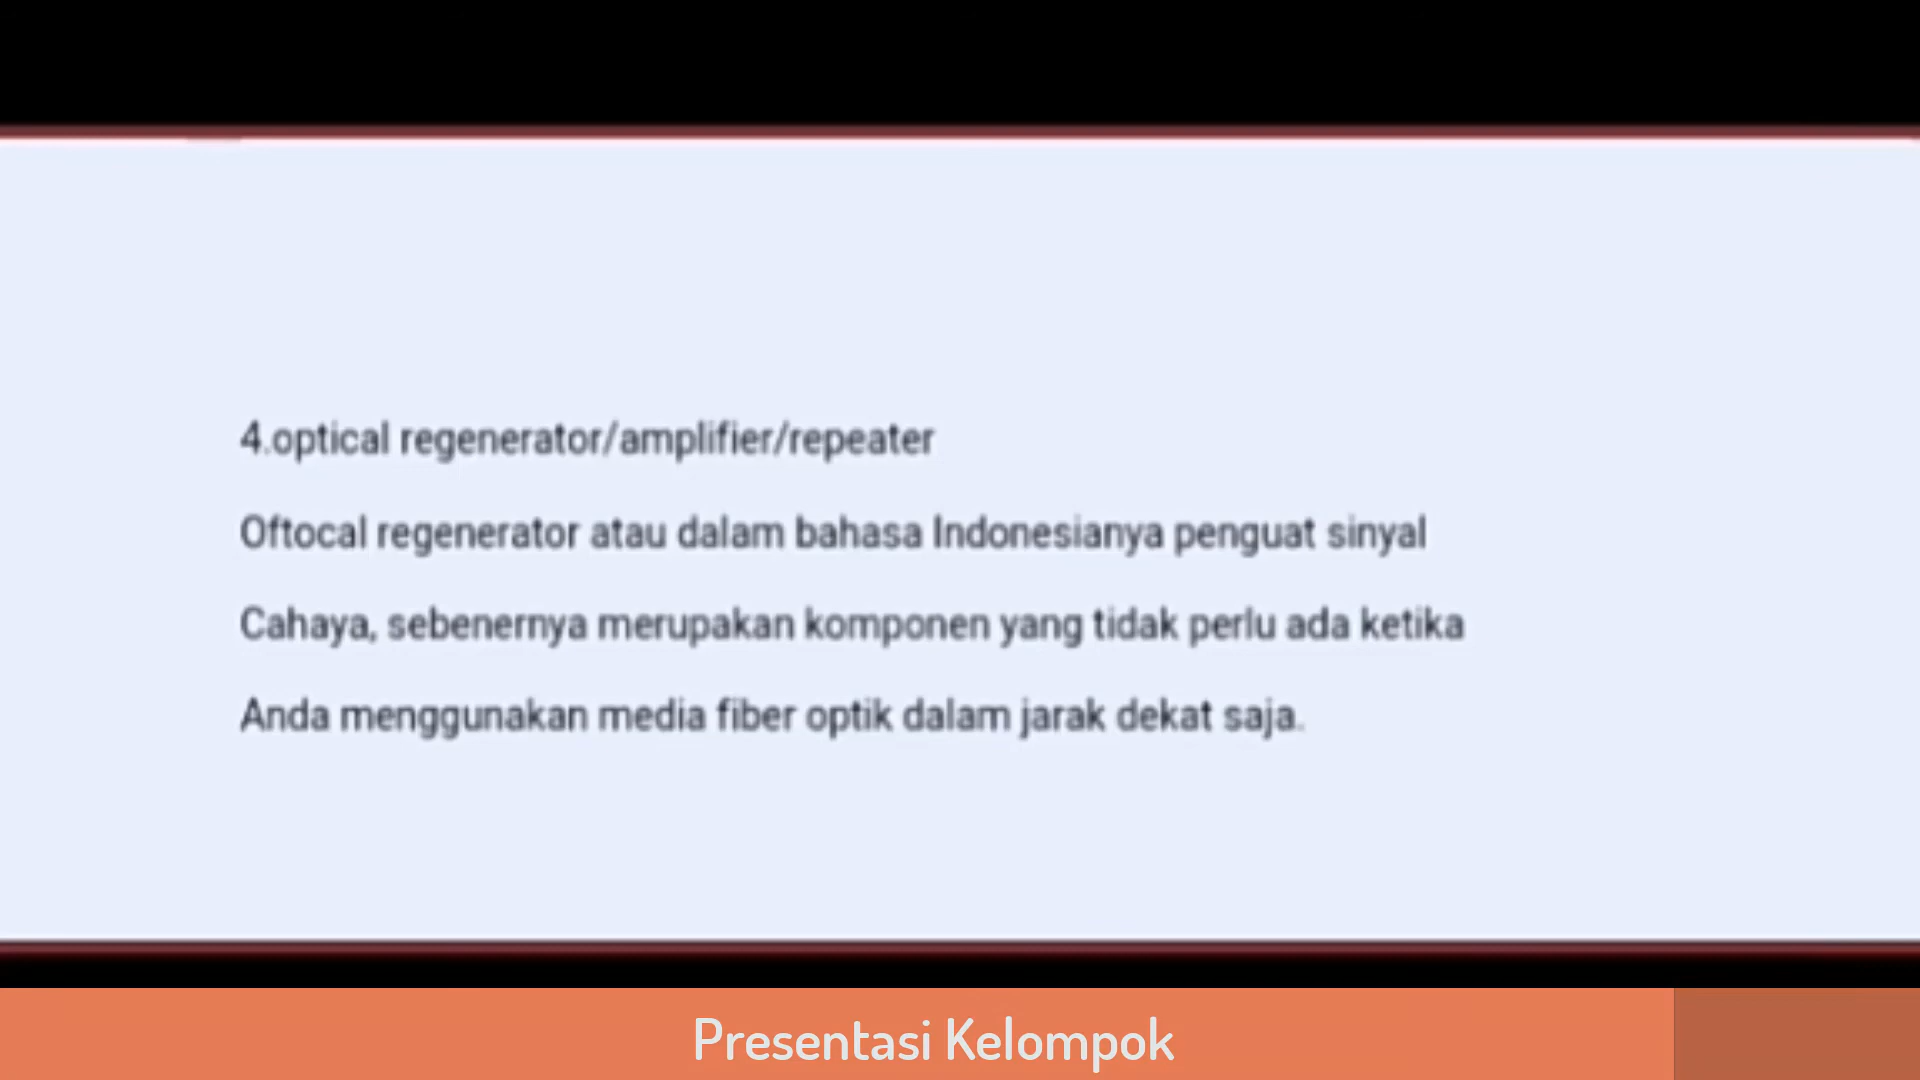 4.optical regenerator/amplifier/repeater
Oftocal regenerator atau dalam bahasa Indonesianya penguat sinyal
Cahaya, sebenernya merupakan komponen yang tidak perlu ada ketika
Anda menggunakan media fiber optik dalam jarak dekat saja.
Presentasi Kelompok